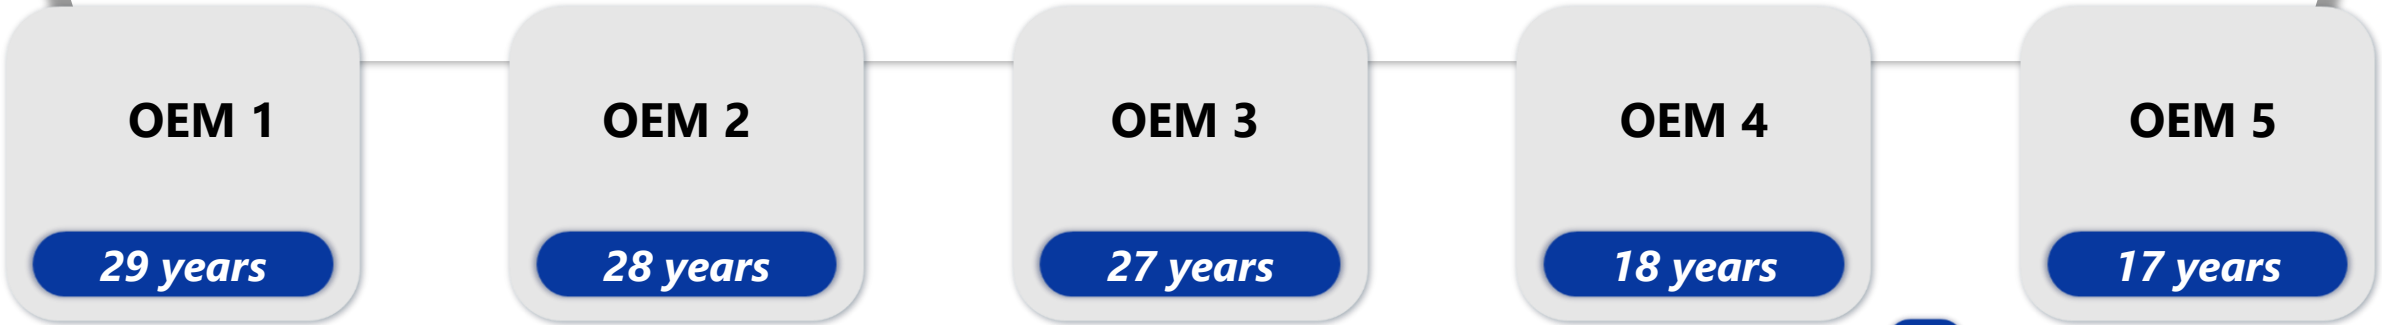 OEM 1
OEM 2
OEM 3
OEM 4
OEM 5
29 years
28 years
27 years
18 years
17 years